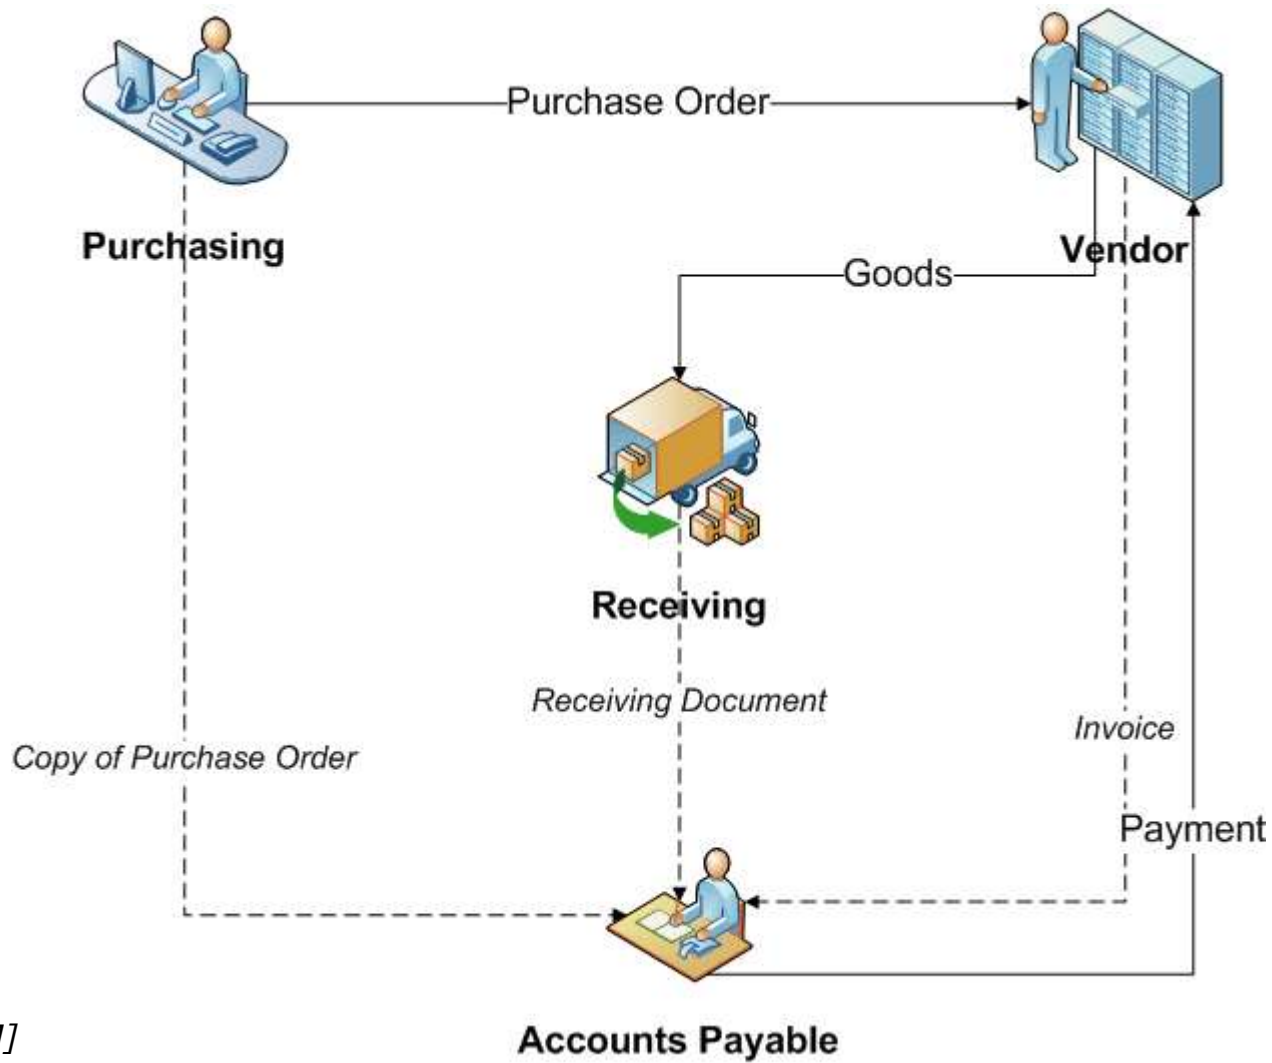 Purchase Order
Purchasing
Vendor
Goods
Receiving
Receiving Document
Invoice
Copy of Purchase Order
Payment
Accounts Payable